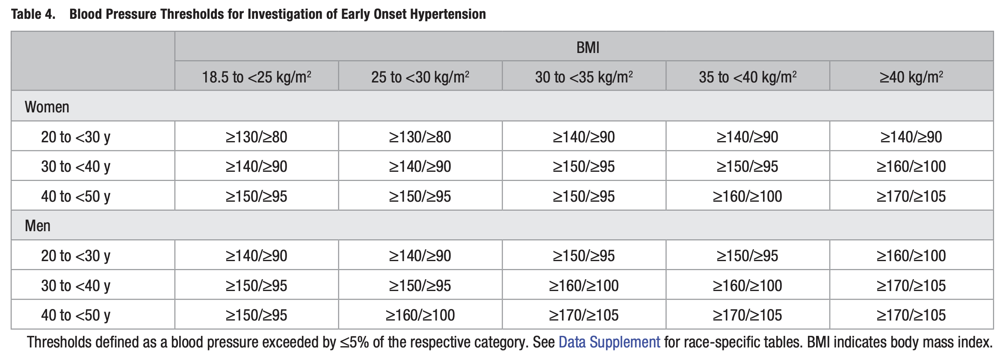 Table 4. Blood Pressure Thresholds for Investigation of Early Onset Hypertension
BMI
18.5 to <25 kg/m² 25 to <30 kg/m² 30 to <35 kg/m² 35 to <40 kg/m² ≥40 kg/m²
Women
20 to <30 y ≥130/≥80 ≥130/≥80 ≥140/≥90 ≥140/≥90 ≥140/≥90
30 to <40 y ≥140/≥90 ≥140/≥90 ≥150/≥95 ≥150/≥95 ≥160/≥100
40 to <50 y ≥150/≥95 ≥150/≥95 ≥150/≥95 ≥160/≥100 ≥170/≥105
Men
20 to <30 y ≥140/≥90 ≥140/≥90 ≥150/≥95 ≥150/≥95 ≥160/≥100
30 to <40 y ≥150/≥95 ≥150/≥95 ≥160/≥100 ≥160/≥100 ≥170/≥105
40 to <50 y ≥150/≥95 ≥160/≥100 ≥170/≥105 ≥170/≥105 ≥170/≥105
Thresholds defined as a blood pressure exceeded by ≤5% of the respective category. See Data Supplement for race-specific tables. BMI indicates body mass index.